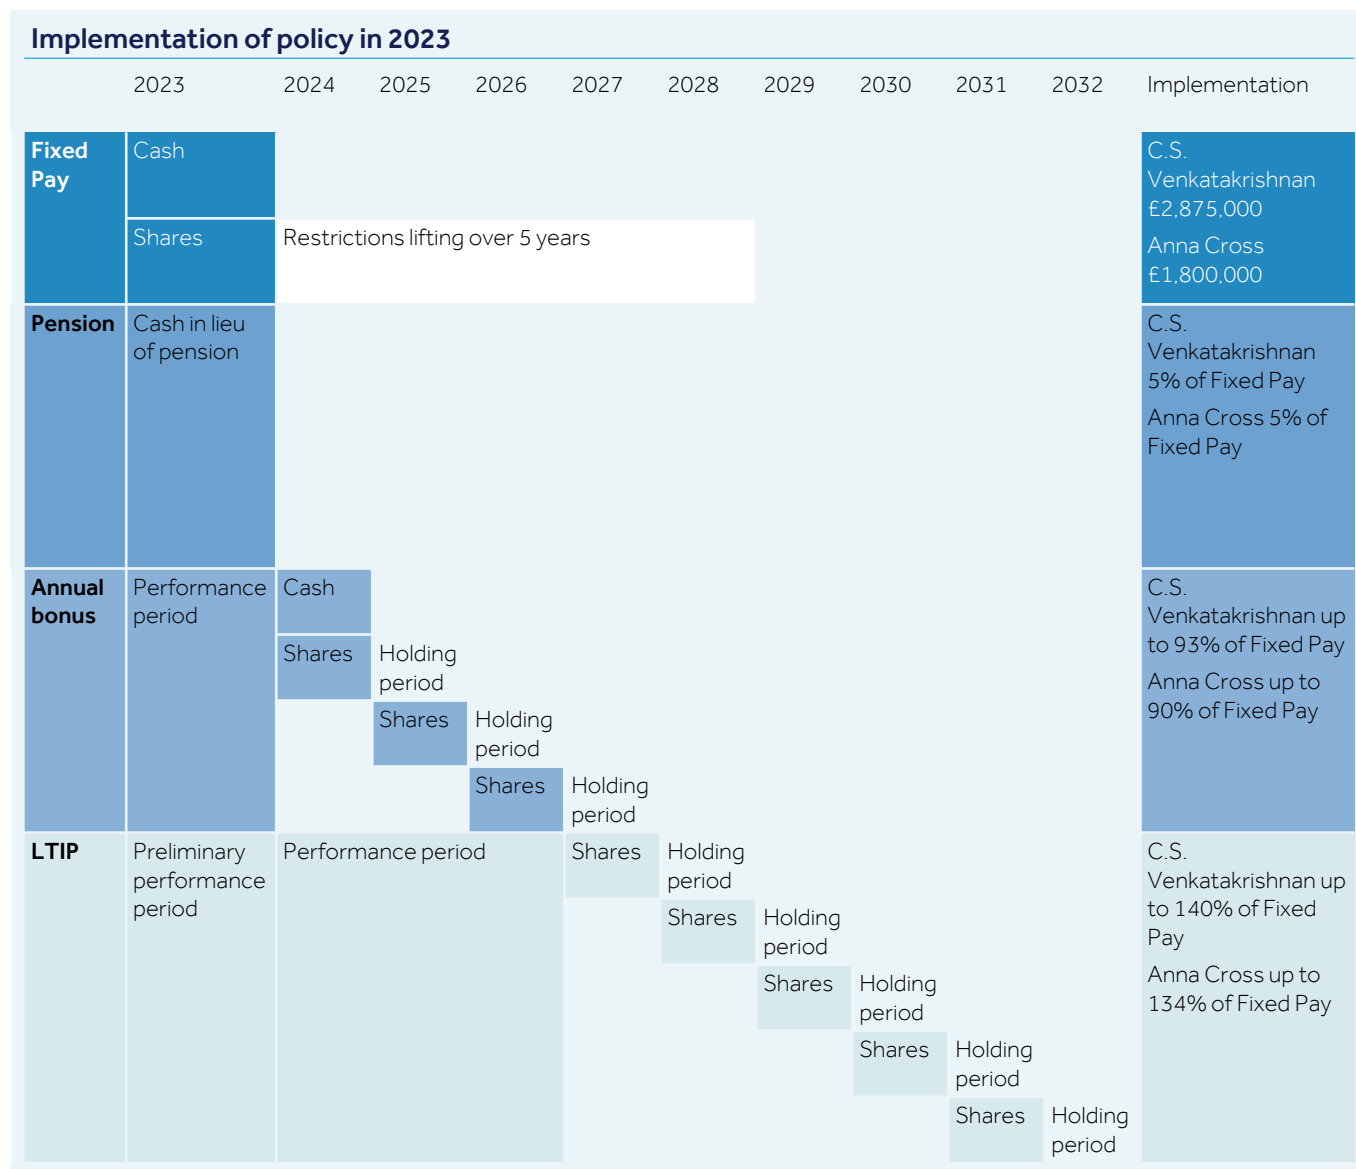 Implementation of policy in 2023
2023 2024 2025 2026 2027 2028 2029 2030 2031 2032 Implementation
Fixed
Pay
Cash
Shares
Restrictions lifting over 5 years
C.S.
Venkatakrishnan
£2,875,000
Anna Cross
£1,800,000
Pension
Cash in lieu
of pension
C.S.
Venkatakrishnan
5% of Fixed Pay
Anna Cross 5% of
Fixed Pay
Annual
bonus
Performance
period
Cash
Shares
Holding
period
Shares
Holding
period
Shares
Holding
period
C.S.
Venkatakrishnan up
to 93% of Fixed Pay
Anna Cross up to
90% of Fixed Pay
LTIP
Preliminary
performance
period
Performance period
Shares
Holding
period
Shares
Holding
period
Shares
Holding
period
Shares
Holding
period
Shares
Holding
period
C.S.
Venkatakrishnan up
to 140% of Fixed
Pay
Anna Cross up to
134% of Fixed Pay